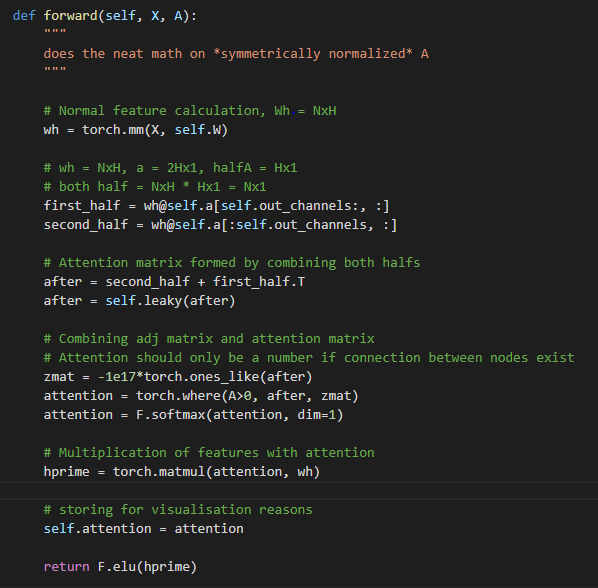 def forward(self, X, A):
"""
does the neat math on *symmetrically normalized* A
"""
# Normal feature calculation, Wh = NxH
wh = torch.mm(X, self.W)
# wh = NxH, a = 2Hx1, halfA = Hx1
# both half = NxH * Hx1 = Nx1
first_half = wh@self.a[self.out_channels:, :]
second_half = wh@self.a[:self.out_channels, :]
# Attention matrix formed by combining both halfs
after = second_half + first_half.T
after = self.leaky(after)
# Combining adj matrix and attention matrix
# Attention should only be a number if connection between nodes exist
zmat = -1e17*torch.ones_like(after)
attention = torch.where(A>0, after, zmat)
attention = F.softmax(attention, dim=1)
# Multiplication of features with attention
hprime = torch.matmul(attention, wh)
# storing for visualisation reasons
self.attention = attention
return F.elu(hprime)